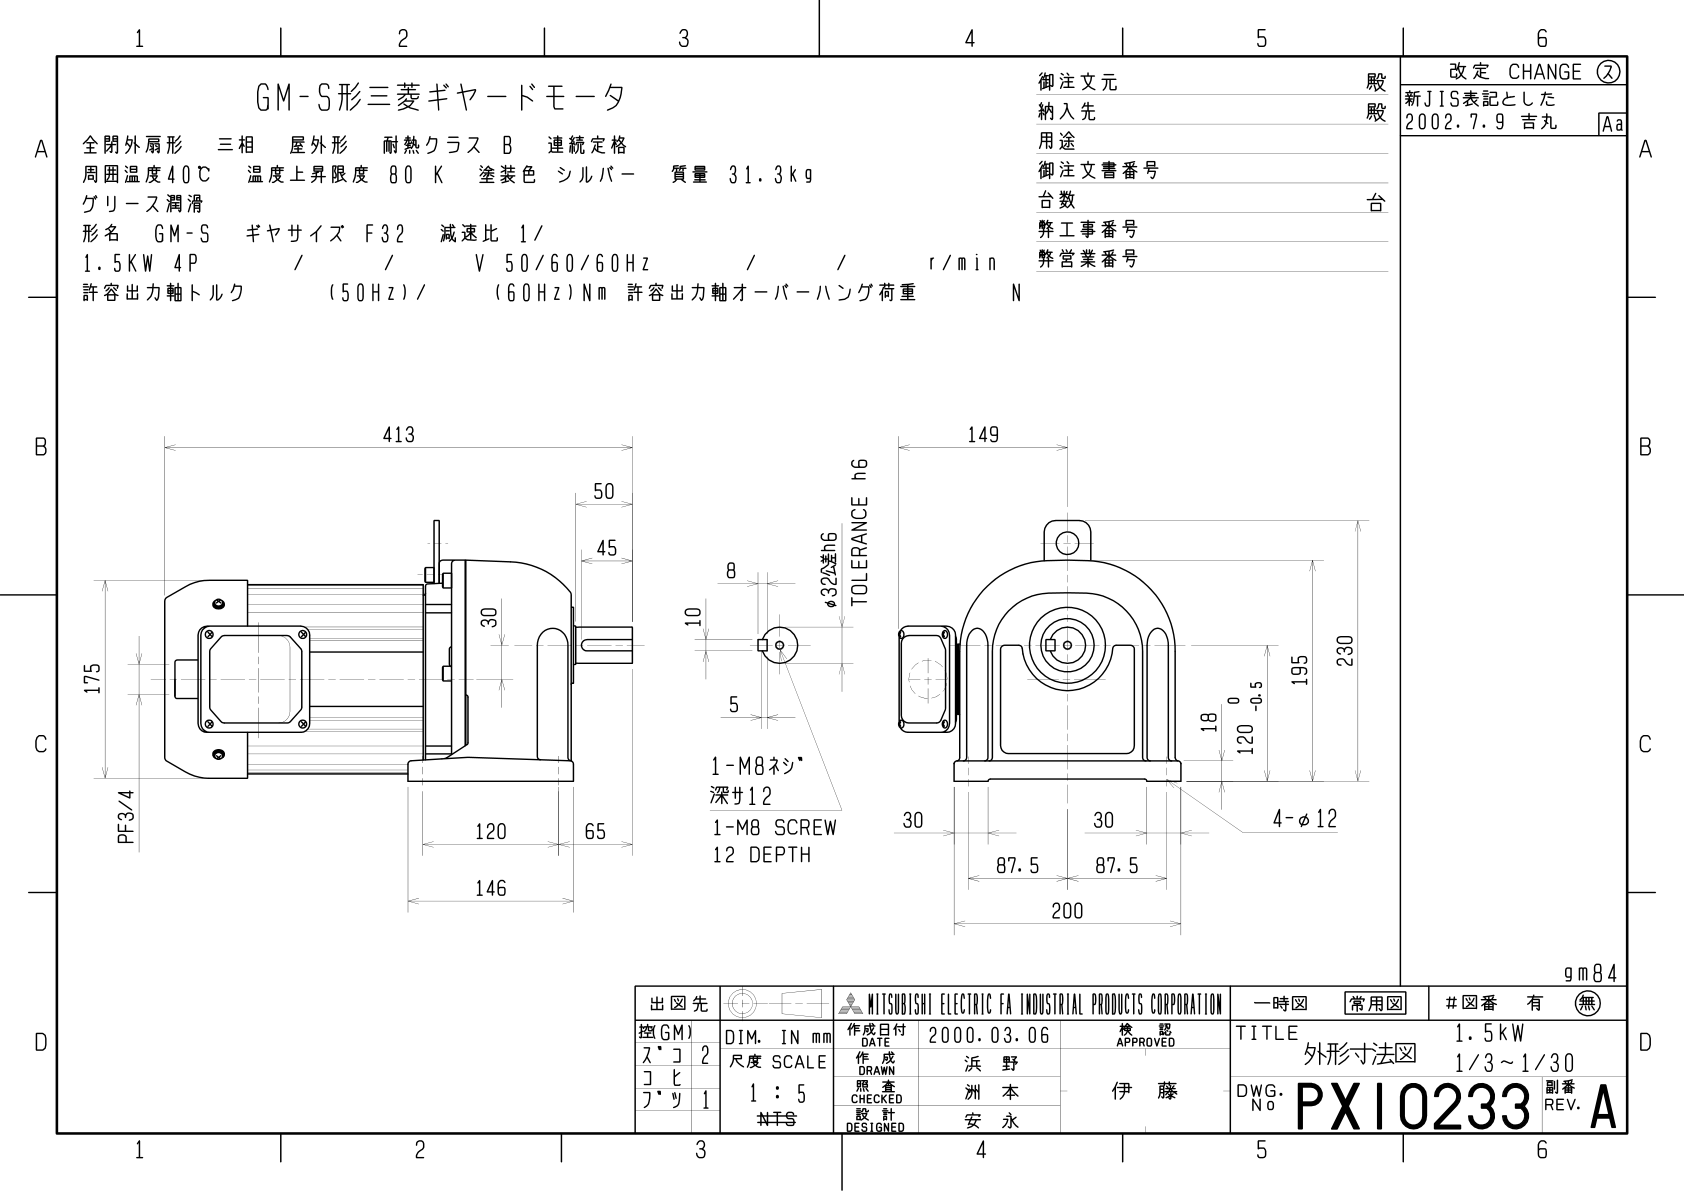 1 2 3 4 5 6
A
B
C
D
A
B
C
D
1 2 3 4 5 6
GM-S形三菱ギヤードモータ
全閉外扇形 三相 屋外形 耐熱クラス B 連続定格
周囲温度40℃ 温度上昇限度 80 K 塗装色 シルバー 質量 31.3kg
グリース潤滑
形名 GM-S ギヤサイズ F32 減速比 1/
1.5KW 4P / / V 50/60/60Hz / / r/min
許容出力軸トルク (50Hz)/ (60Hz)Nm 許容出力軸オーバーハング荷重 N
御注文元 殿
納入先 殿
用途
御注文書番号
台数 台
弊工事番号
弊営業番号
改定 CHANGE ス
新JIS表記とした
2002.7.9 吉丸 Aa
413
50
45
30
175
PF3/4
120
65
146
8
10
5
φ32公差h6
TOLERANCE h6
1-M8ネジ
深サ12
1-M8 SCREW
12 DEPTH
149
230
195
120 0 -0.5
18
30
30
4-φ12
87.5
87.5
200
gm84
出図先
控(GM)
スﾞコ 2
コヒ
フﾞツ 1
DIM. IN mm
尺度 SCALE
1 : 5
NTS
MITSUBISHI ELECTRIC FA INDUSTRIAL PRODUCTS CORPORATION
作成日付 DATE 2000.03.06
作成 DRAWN 浜野
照査 CHECKED 洲本
設計 DESIGNED 安永
検認 APPROVED
伊藤
一時図 常用図 #図番 有 無
TITLE 外形寸法図
1.5kW
1/3~1/30
DWG. No PX10233
副番 REV. A